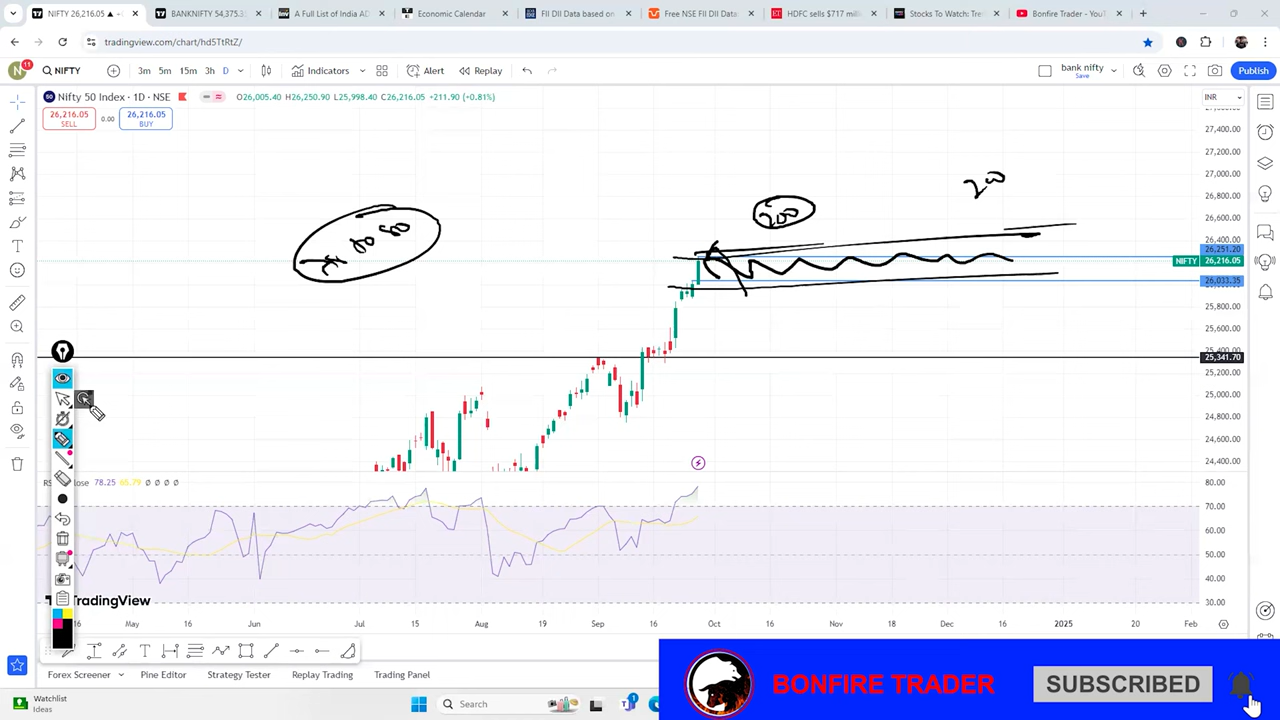 NIFTY 26,216.05 ▲
BANKNIFTY 54,375.3
A Full List of India AD
Economic Calendar
FII DII Data based on
Free NSE FII DII Data
HDFC sells $717 mill
Stocks To Watch: Tre
Bonfire Trader - YouT
tradingview.com/chart/hd5TtRtZ/
N 11 NIFTY 3m 5m 15m 3h D Indicators Alert Replay bank nifty Save Publish
Nifty 50 Index · 1D · NSE O26,005.40 H26,250.90 L25,998.40 C26,216.05 +211.90 (+0.81%) INR
26,216.05 SELL 0.00 26,216.05 BUY
27,400.00
27,200.00
27,000.00
26,800.00
26,600.00
26,400.00
26,251.20
NIFTY 26,216.05
26,033.35
25,800.00
25,600.00
25,341.70
25,200.00
25,000.00
24,800.00
24,600.00
24,400.00
200
200
close 78.25 65.79 Ø Ø Ø Ø
80.00
70.00
60.00
50.00
40.00
30.00
TradingView
16 May 16 Jun Jul 15 Aug 19 Sep 16 Oct 16 Nov 18 Dec 16 2025 20 Feb
Forex Screener Pine Editor Strategy Tester Replay Trading Trading Panel
Watchlist
Ideas
Search
BONFIRE TRADER
SUBSCRIBED